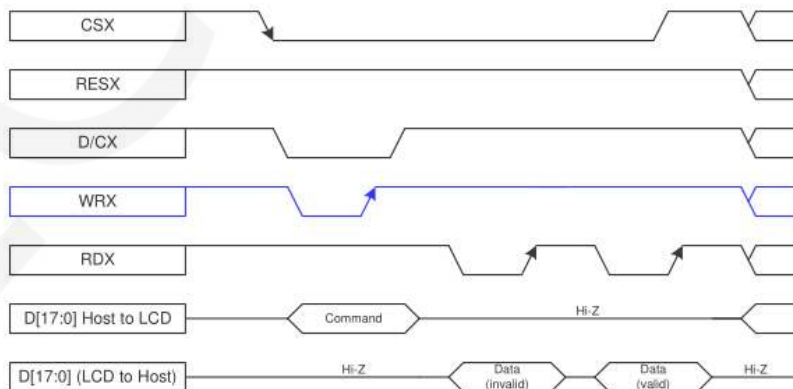 CSX
RESX
D/CX
WRX
RDX
D[17:0] Host to LCD
Command
Hi-Z
D[17:0] (LCD to Host)
Hi-Z
Data
(invalid)
Data
(valid)
Hi-Z